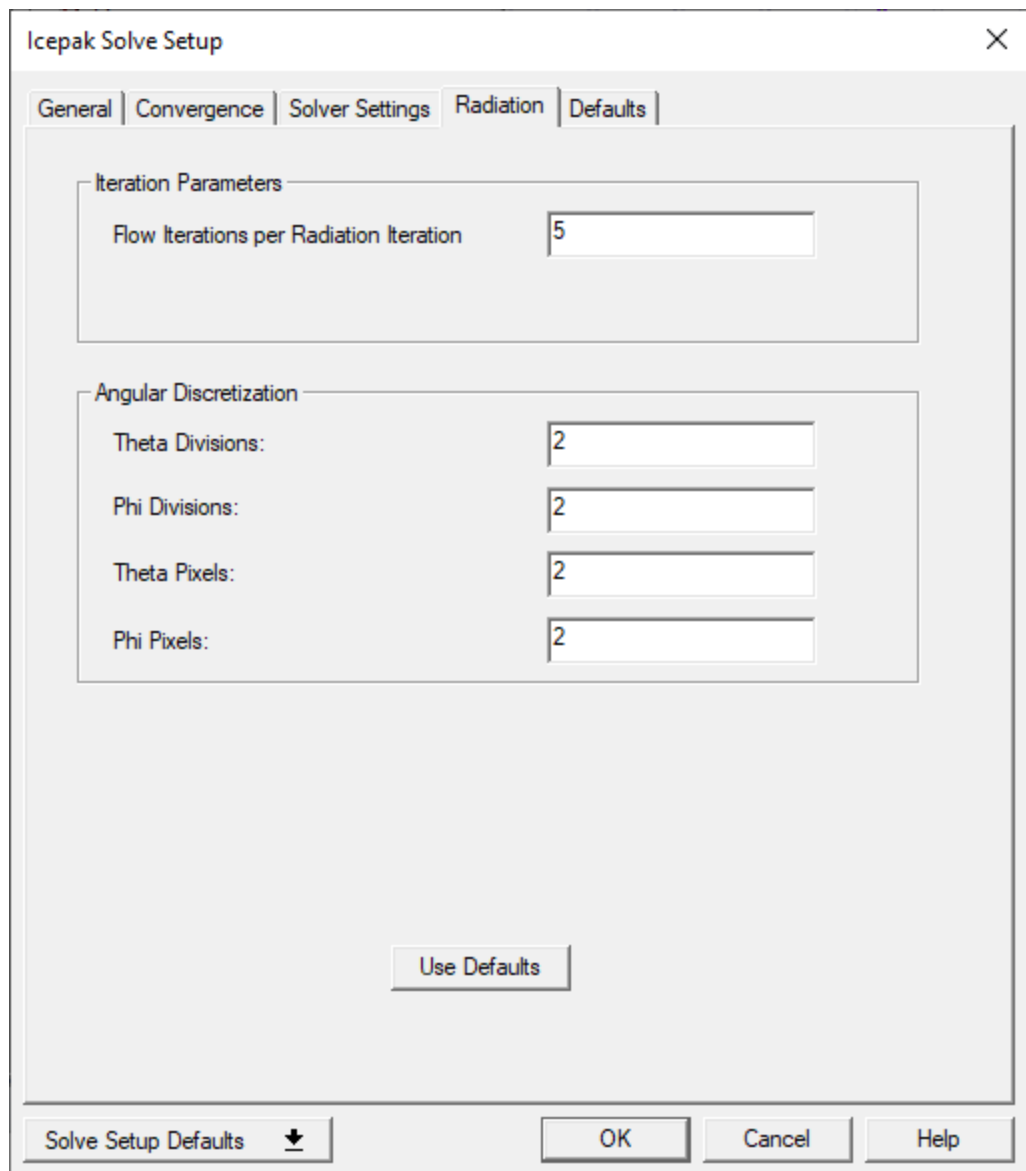 Icepak Solve Setup
General Convergence Solver Settings Radiation Defaults
Iteration Parameters
Flow Iterations per Radiation Iteration 5
Angular Discretization
Theta Divisions: 2
Phi Divisions: 2
Theta Pixels: 2
Phi Pixels: 2
Use Defaults
Solve Setup Defaults OK Cancel Help